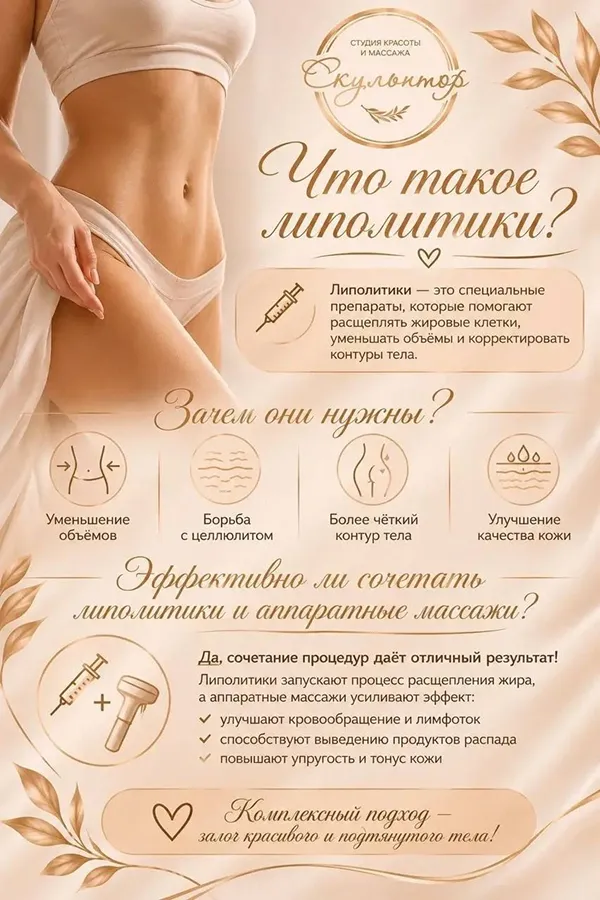 СТУДИЯ КРАСОТЫ
И МАССАЖА
Скульптор
Что такое
липолитики?
Липолитики — это специальные
препараты, которые помогают
расщеплять жировые клетки,
уменьшать объёмы и корректировать
контуры тела.
Зачем они нужны?
Уменьшение
объёмов
Борьба
с целлюлитом
Более чёткий
контур тела
Улучшение
качества кожи
Эффективно ли сочетать
липолитики и аппаратные массажи?
Да, сочетание процедур даёт отличный результат!
Липолитики запускают процесс расщепления жира,
а аппаратные массажи усиливают эффект:
улучшают кровообращение и лимфоток
способствуют выведению продуктов распада
повышают упругость и тонус кожи
Комплексный подход —
залог красивого и подтянутого тела!